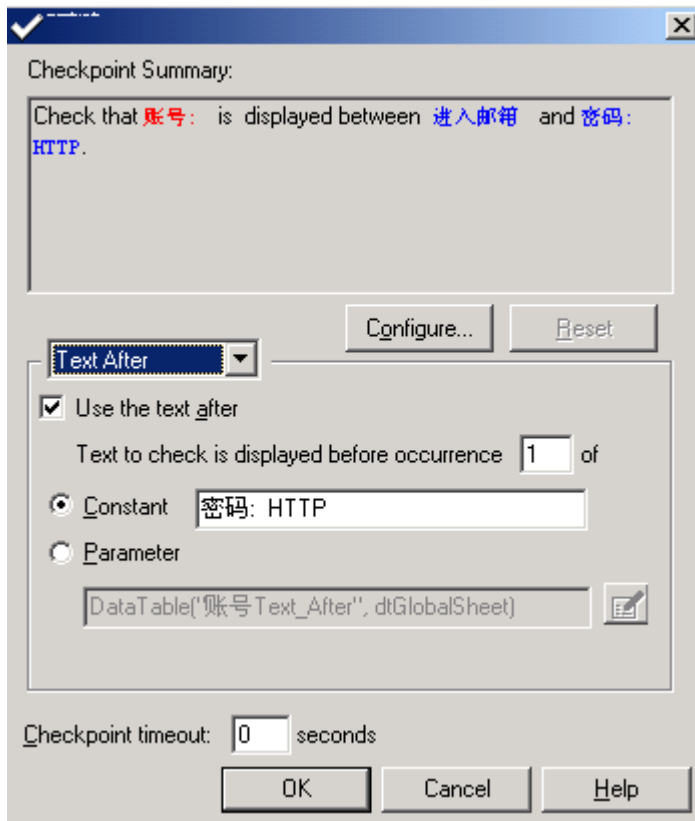 Checkpoint Summary:
Check that 账号: is displayed between 进入邮箱 and 密码:
HTTP.
Configure... Reset
Text After
Use the text after
Text to check is displayed before occurrence 1 of
Constant 密码: HTTP
Parameter
DataTable("账号Text_After", dtGlobalSheet)
Checkpoint timeout: 0 seconds
OK Cancel Help